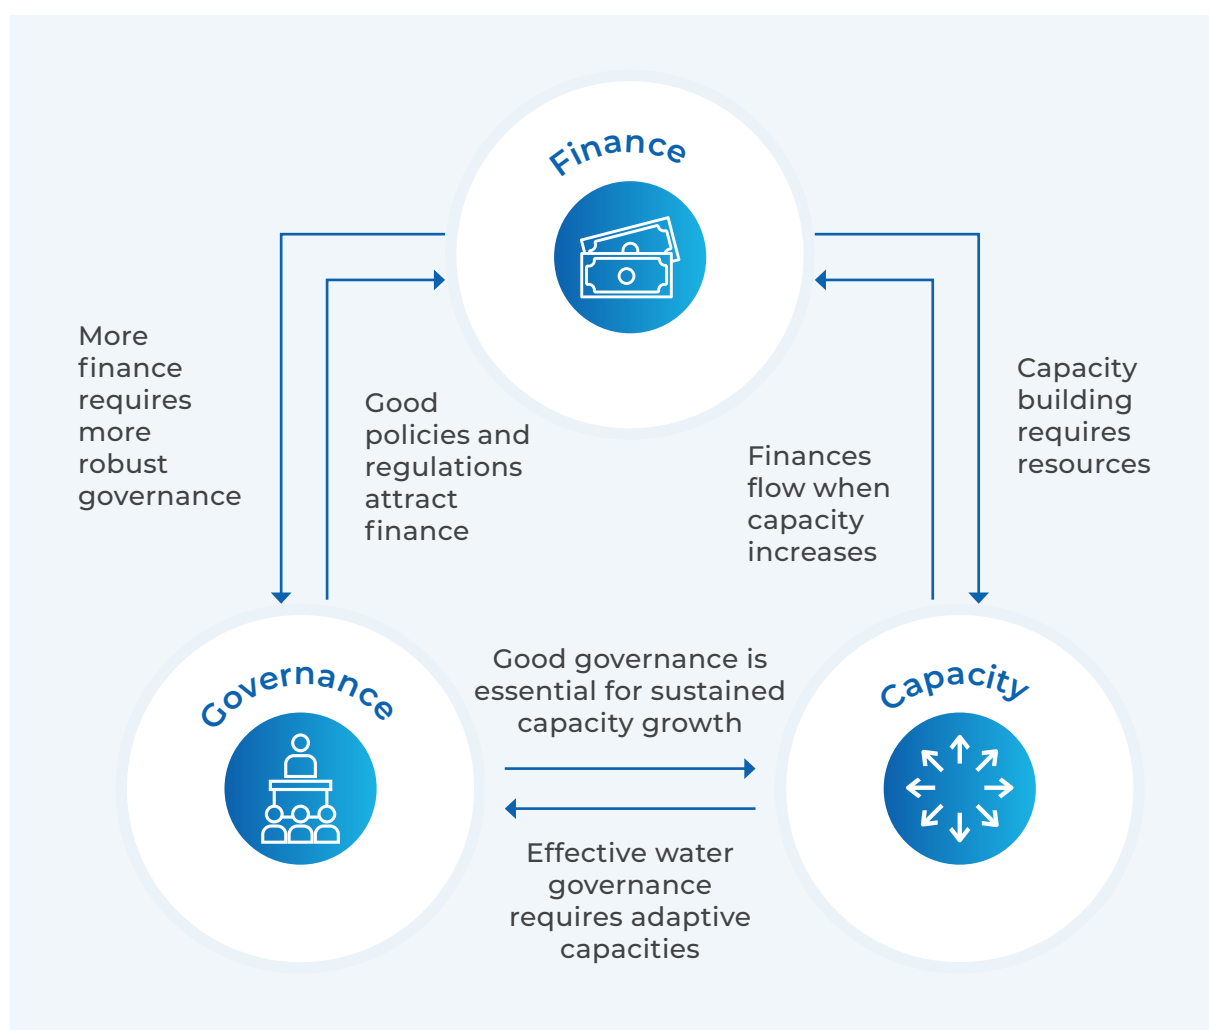 Finance
More
finance
requires
more
robust
governance
Good
policies and
regulations
attract
finance
Finances
flow when
capacity
increases
Capacity
building
requires
resources
Governance
Good governance is
essential for sustained
capacity growth
Effective water
governance
requires adaptive
capacities
Capacity